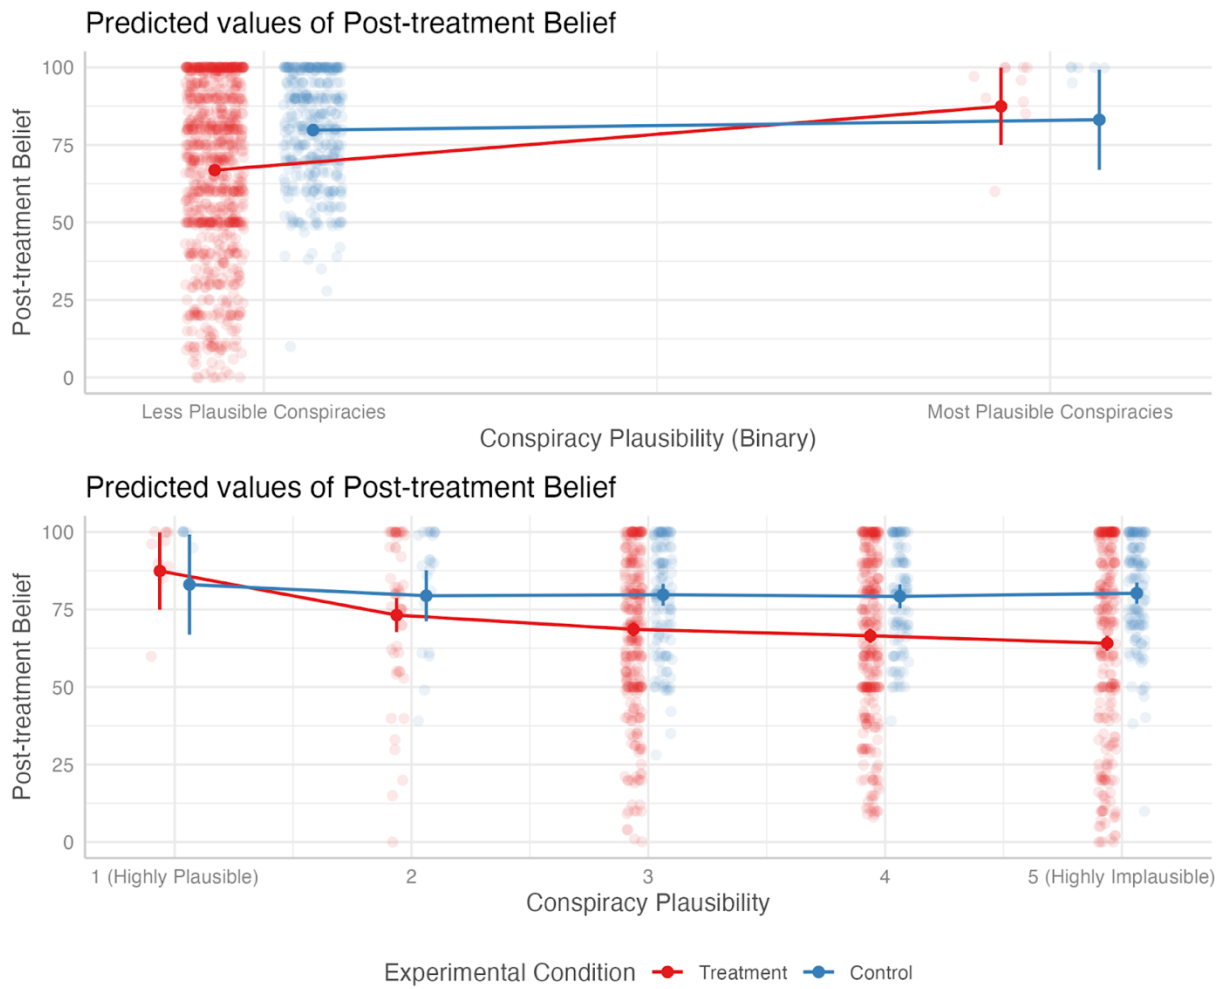 Predicted values of Post-treatment Belief
Post-treatment Belief
100
75
50
25
0
Less Plausible Conspiracies
Most Plausible Conspiracies
Conspiracy Plausibility (Binary)
Predicted values of Post-treatment Belief
Post-treatment Belief
100
75
50
25
0
1 (Highly Plausible)
2
3
4
5 (Highly Implausible)
Conspiracy Plausibility
Experimental Condition Treatment Control